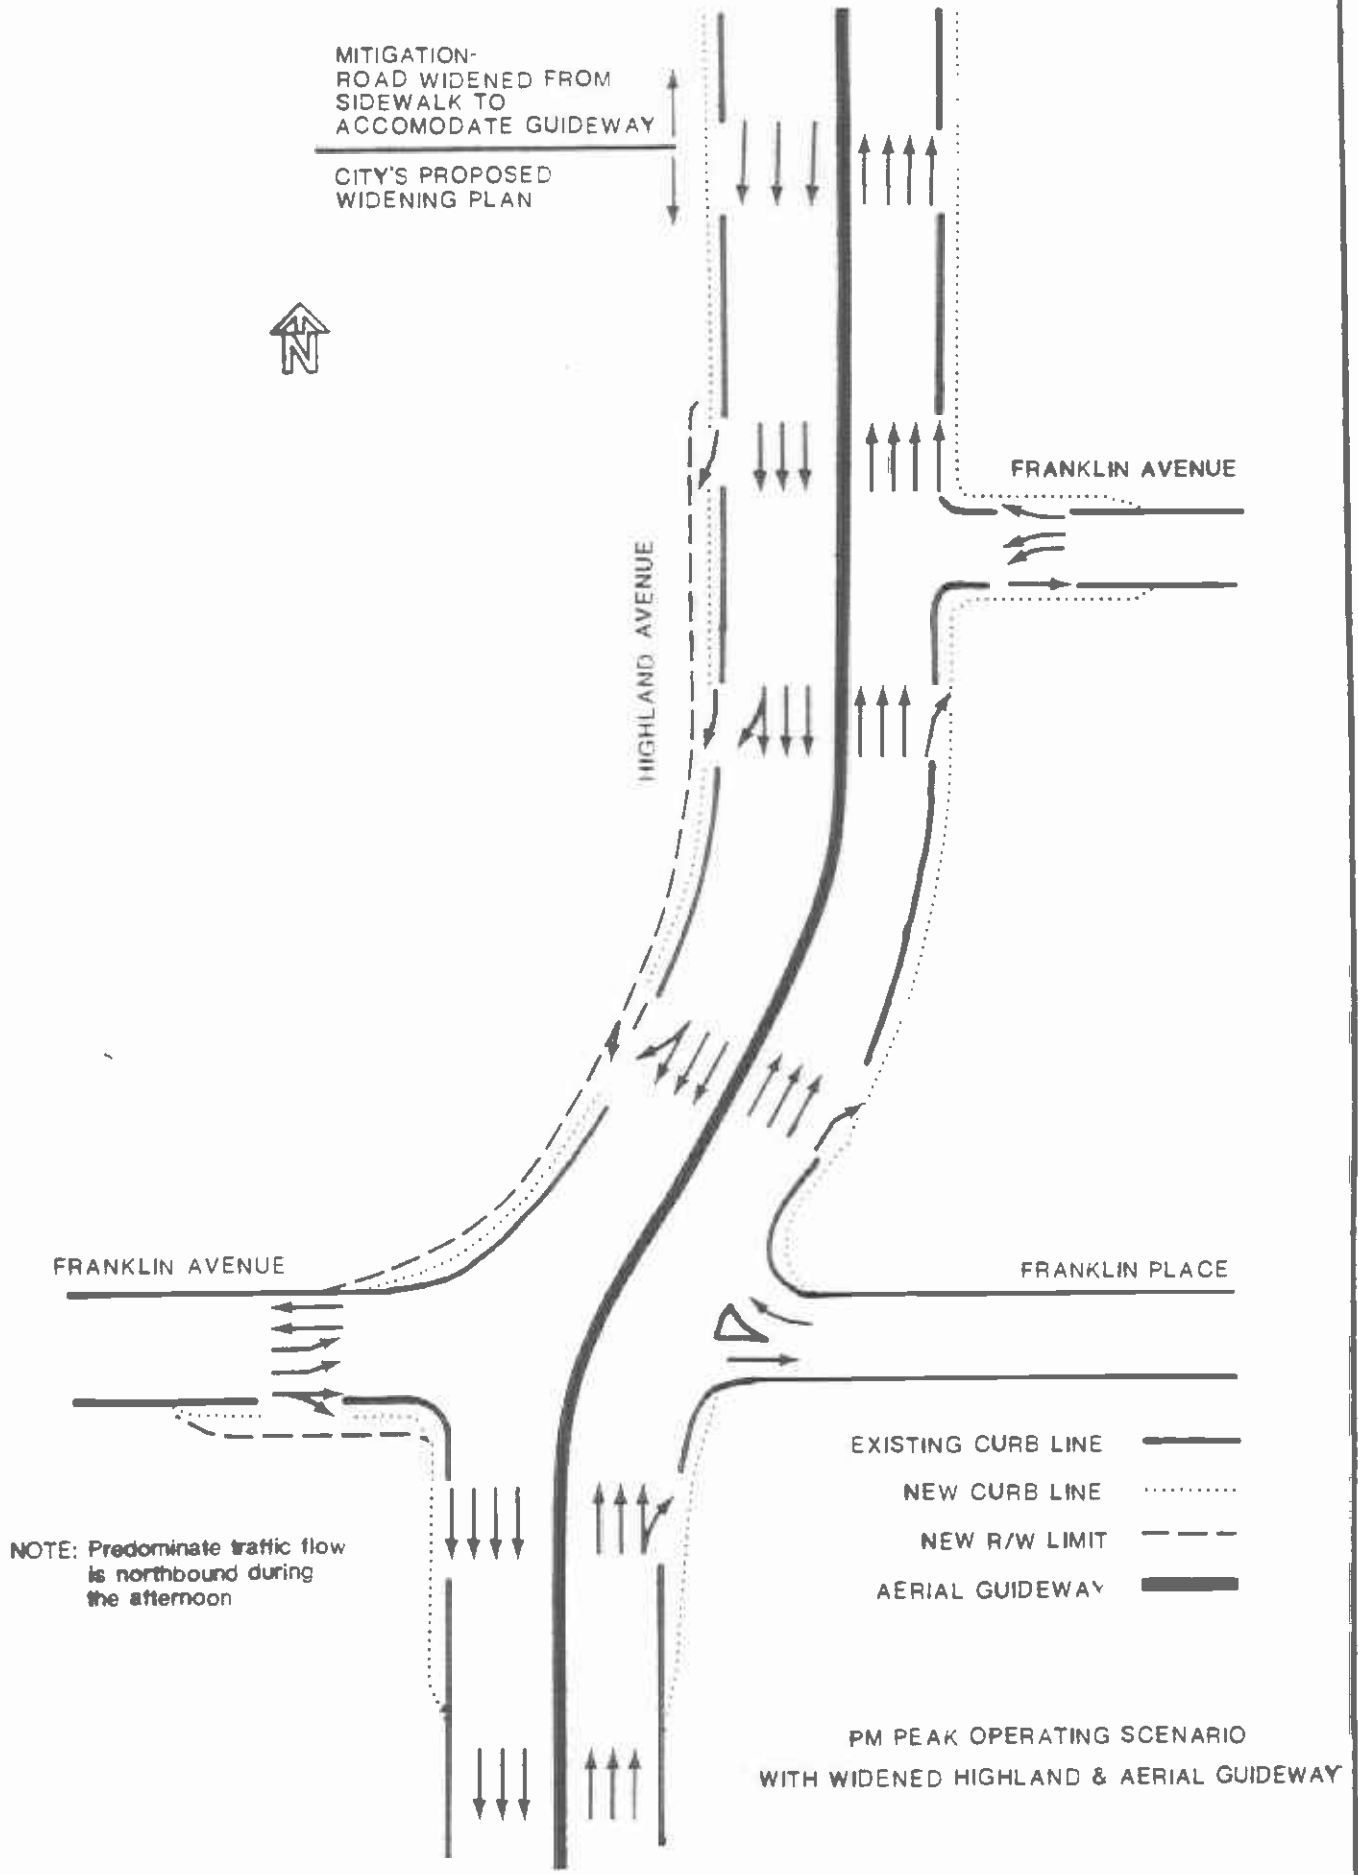 MITIGATION-
ROAD WIDENED FROM
SIDEWALK TO
ACCOMODATE GUIDEWAY
CITY'S PROPOSED
WIDENING PLAN
N
FRANKLIN AVENUE
HIGHLAND AVENUE
FRANKLIN AVENUE
FRANKLIN PLACE
EXISTING CURB LINE
NEW CURB LINE
NEW R/W LIMIT
AERIAL GUIDEWAY
NOTE: Predominate traffic flow
is northbound during
the afternoon
PM PEAK OPERATING SCENARIO
WITH WIDENED HIGHLAND & AERIAL GUIDEWAY